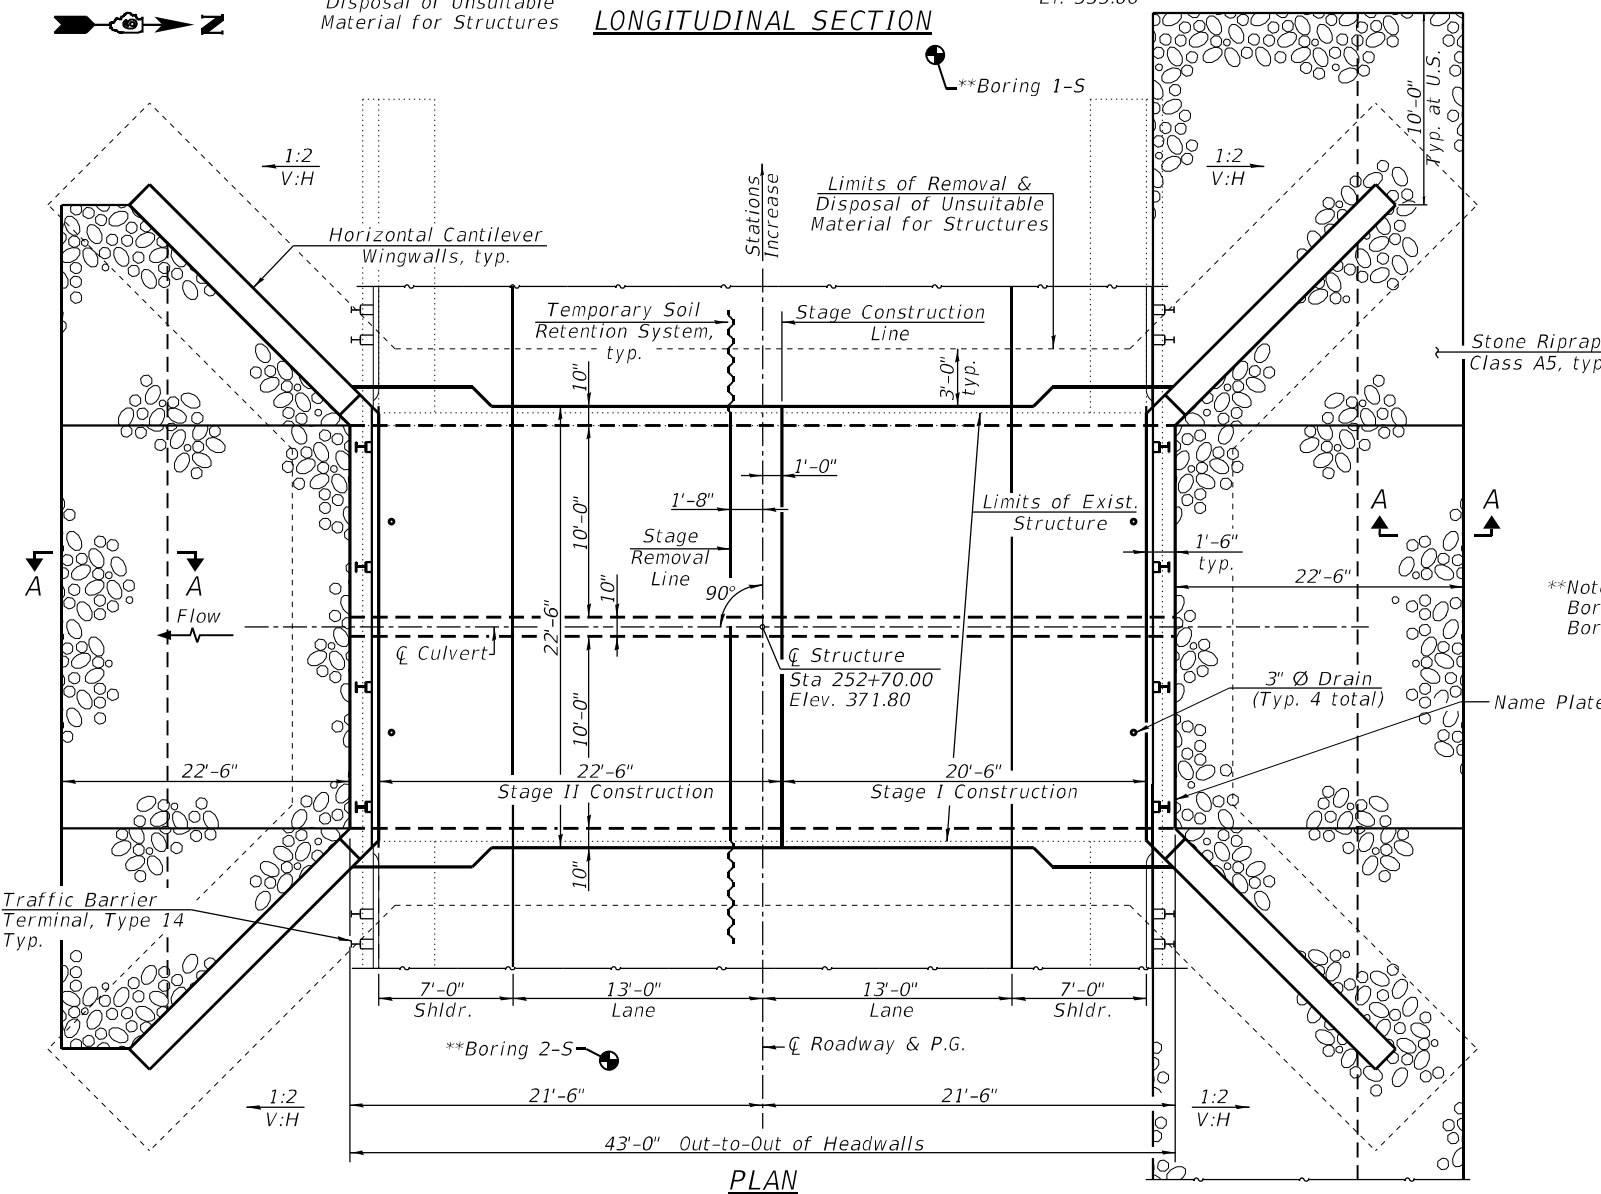 Disposal of Unsuitable
Material for Structures
LONGITUDINAL SECTION
N
**Boring 1-S
10'-0"
Typ. at U.S.
1:2
V:H
1:2
V:H
Stations
Increase
Limits of Removal &
Disposal of Unsuitable
Material for Structures
Horizontal Cantilever
Wingwalls, typ.
Temporary Soil
Retention System,
typ.
Stage Construction
Line
Stone Riprap
Class A5, typ
10"
3'-0"
typ.
1'-0"
1'-8"
Limits of Exist.
Structure
10'-0"
Stage
Removal
Line
A
A
A
A
1'-6"
typ.
22'-6"
10"
90°
22'-6"
**Note
Bor
Bor
Flow
℄ Culvert
℄ Structure
Sta 252+70.00
Elev. 371.80
3" Ø Drain
(Typ. 4 total)
Name Plate
10'-0"
22'-6"
22'-6"
Stage II Construction
20'-6"
Stage I Construction
10"
Traffic Barrier
Terminal, Type 14
Typ.
7'-0"
Shldr.
13'-0"
Lane
13'-0"
Lane
7'-0"
Shldr.
**Boring 2-S
℄ Roadway & P.G.
1:2
V:H
21'-6"
21'-6"
1:2
V:H
43'-0" Out-to-Out of Headwalls
PLAN